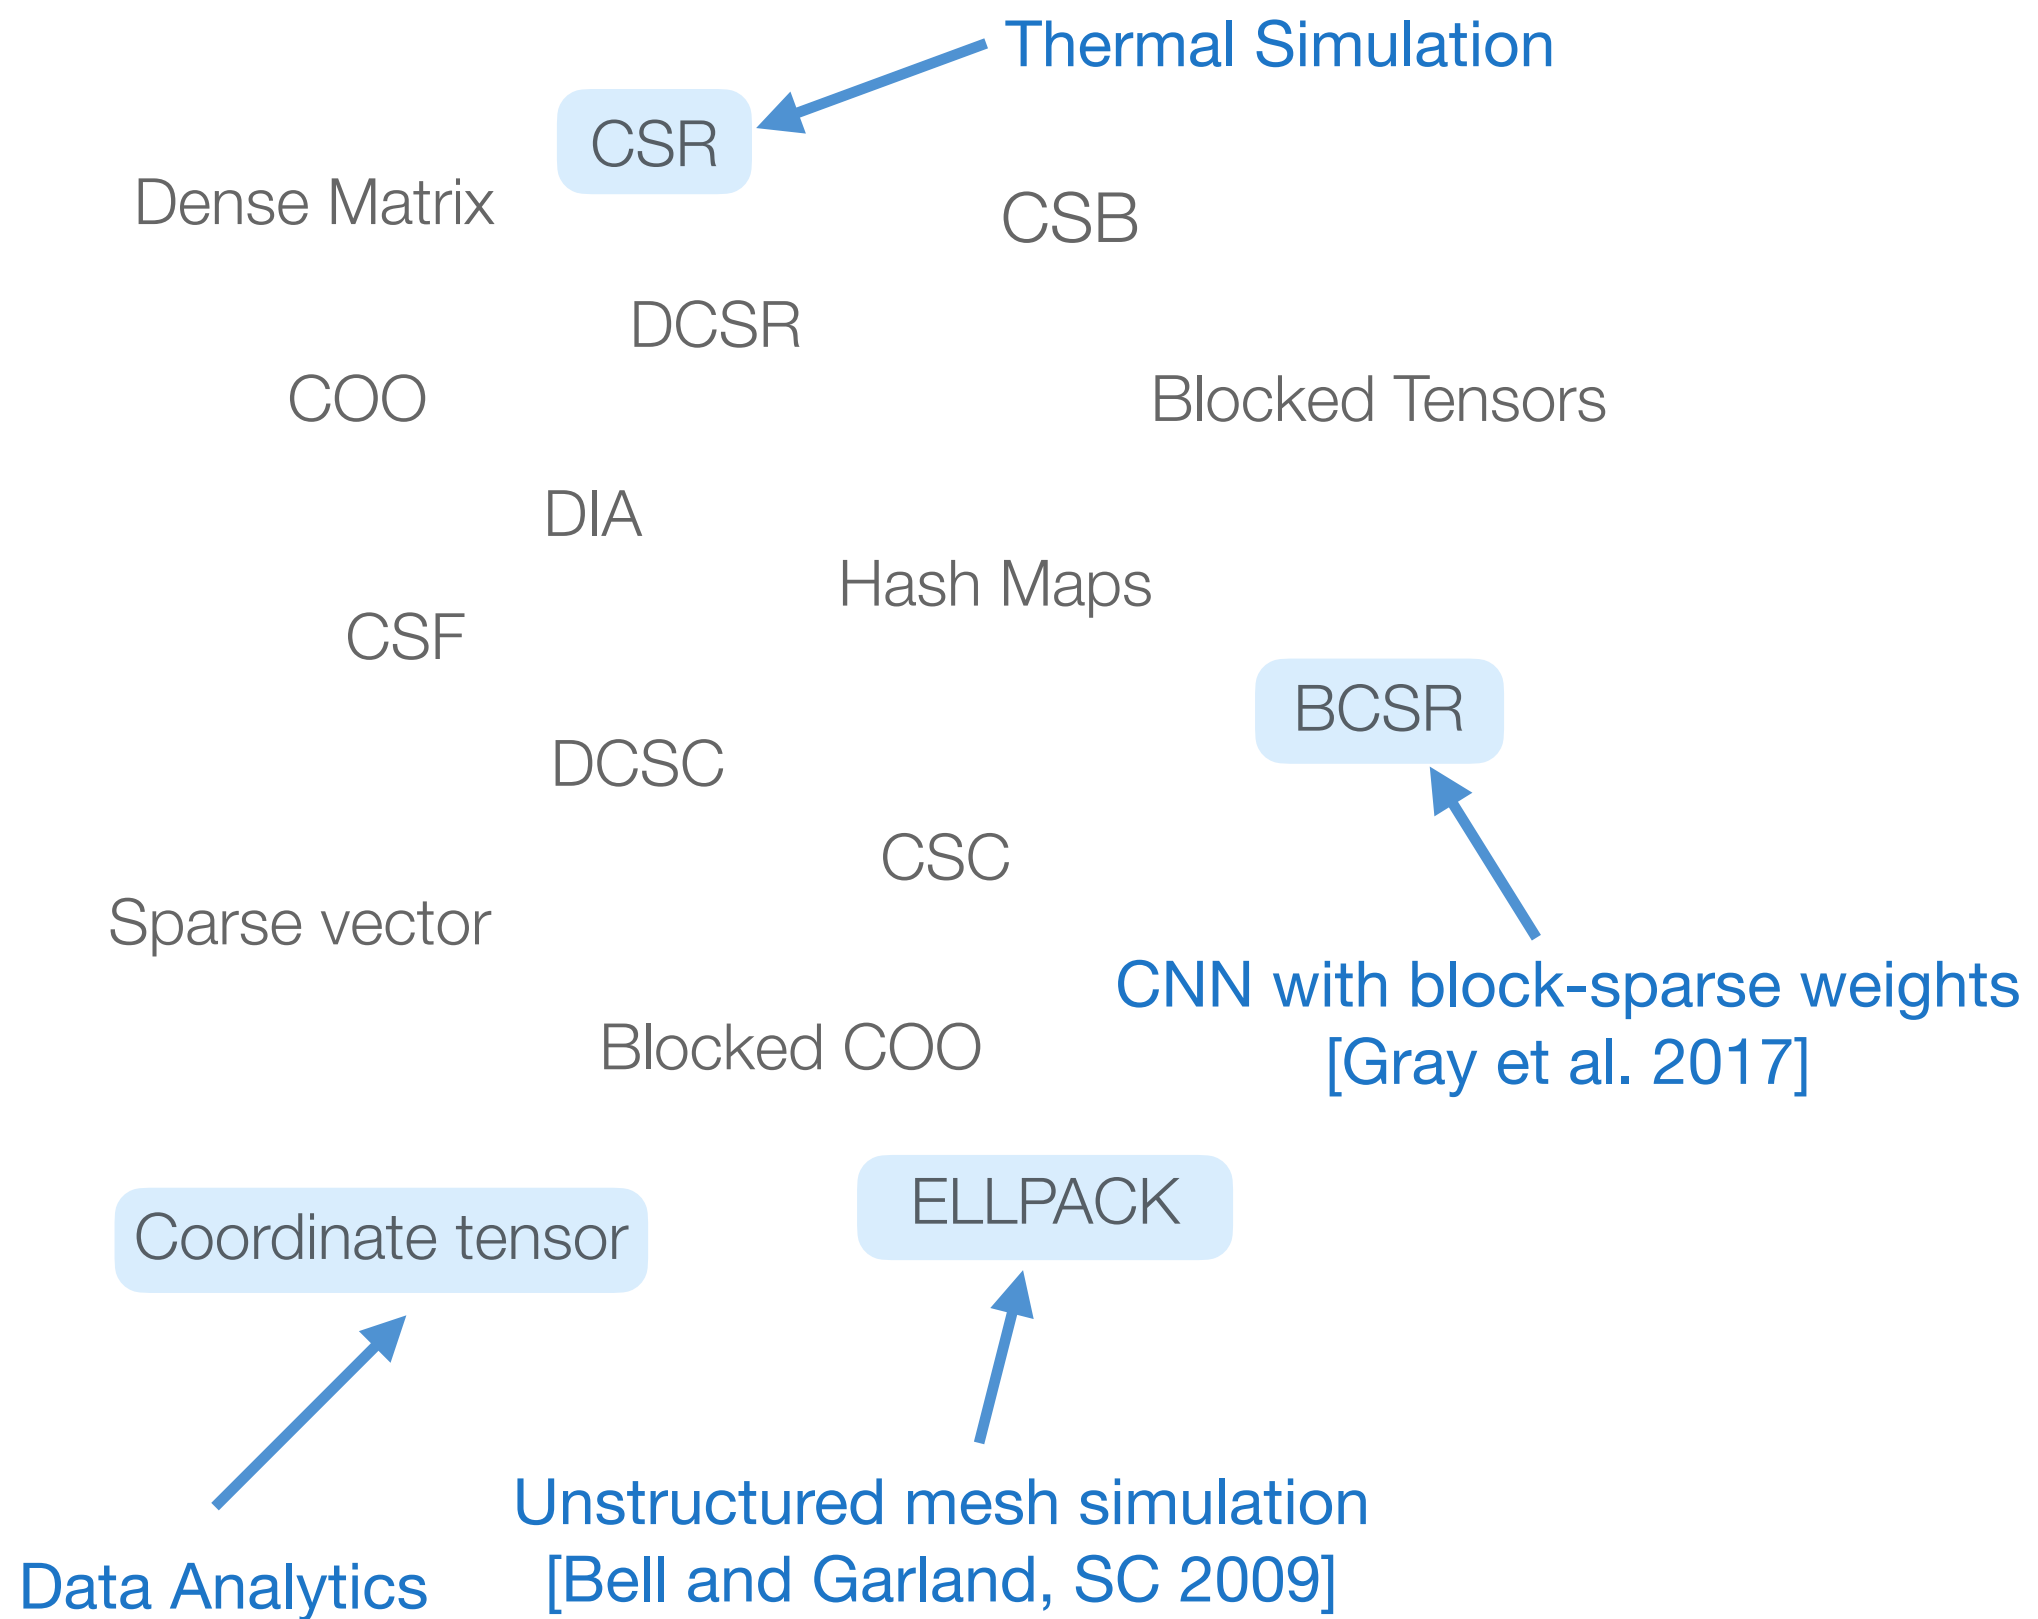 Thermal Simulation
CSR
Dense Matrix
CSB
DCSR
COO
Blocked Tensors
DIA
Hash Maps
CSF
BCSR
DCSC
CSC
Sparse vector
CNN with block-sparse weights
[Gray et al. 2017]
Blocked COO
ELLPACK
Coordinate tensor
Unstructured mesh simulation
[Bell and Garland, SC 2009]
Data Analytics